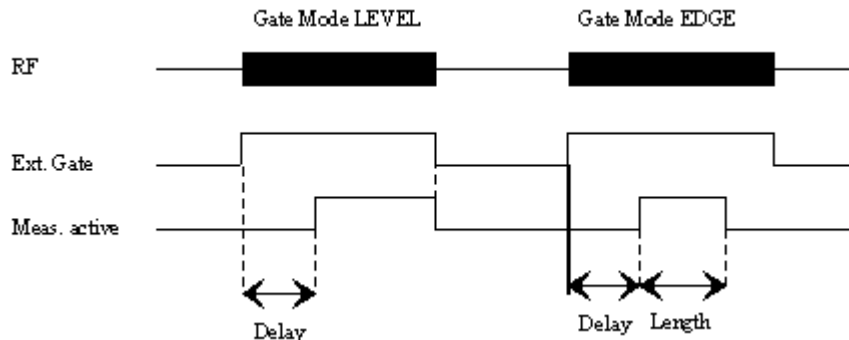 Gate Mode LEVEL Gate Mode EDGE
RF
Ext. Gate
Meas. active
Delay Delay Length